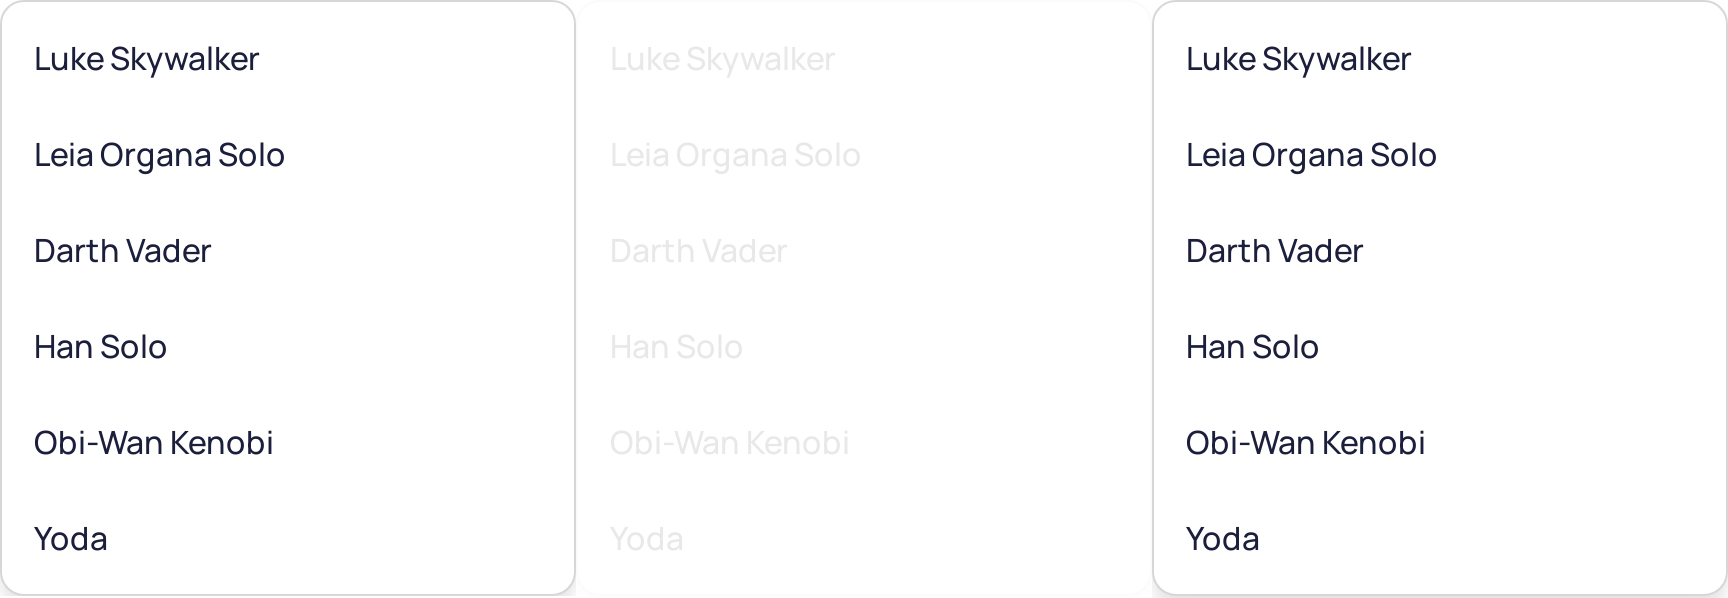 Luke Skywalker
Leia Organa Solo
Darth Vader
Han Solo
Obi-Wan Kenobi
Yoda
Luke Skywalker
Leia Organa Solo
Darth Vader
Han Solo
Obi-Wan Kenobi
Yoda
Luke Skywalker
Leia Organa Solo
Darth Vader
Han Solo
Obi-Wan Kenobi
Yoda